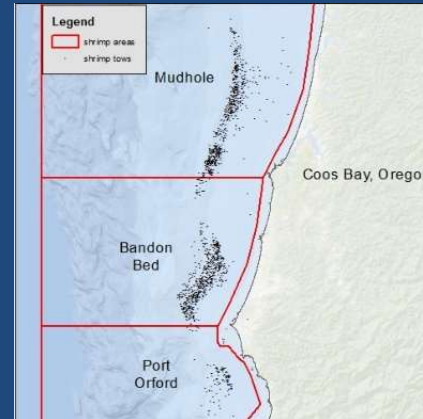 Legend
shrimp areas
shrimp tows
Mudhole
Coos Bay, Orego
Bandon
Bed
Port
Orford